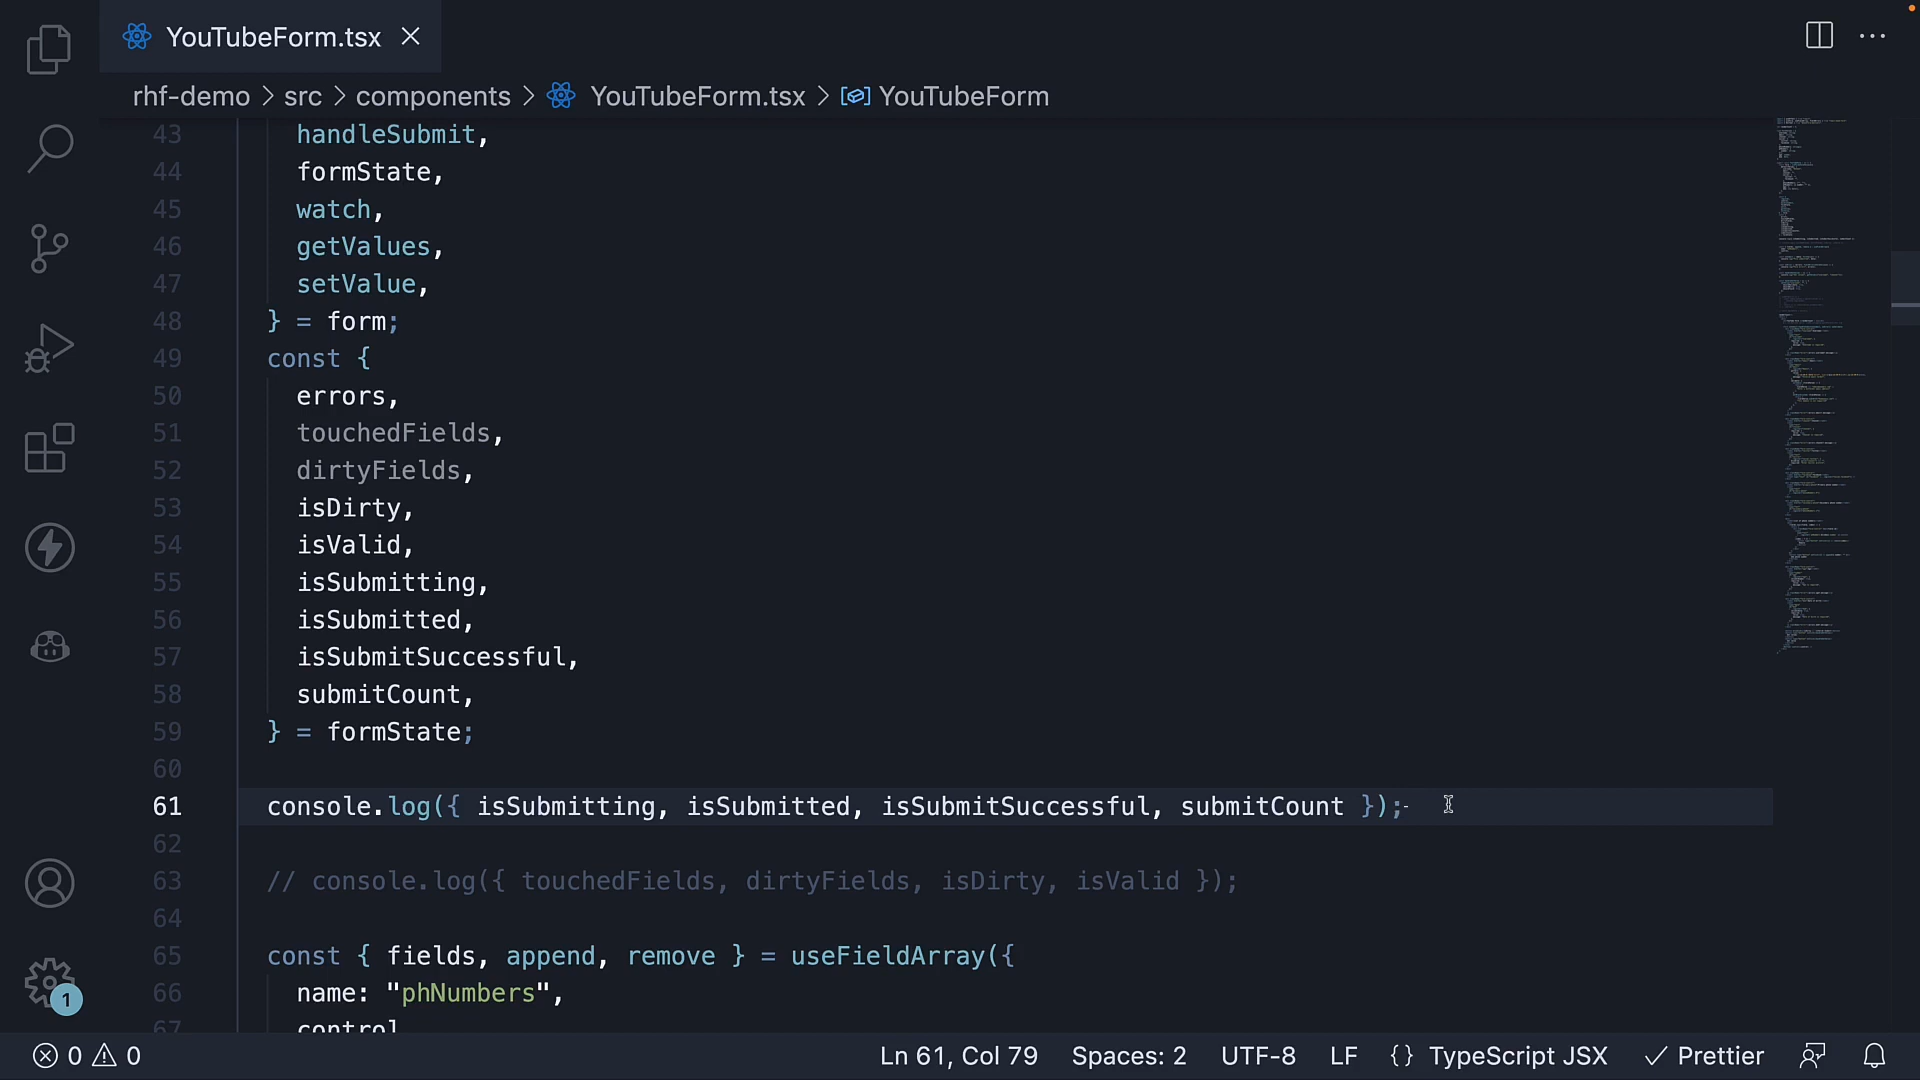 YouTubeForm.tsx
rhf-demo > src > components > YouTubeForm.tsx > YouTubeForm
43 handleSubmit,
44 formState,
45 watch,
46 getValues,
47 setValue,
48 } = form;
49 const {
50 errors,
51 touchedFields,
52 dirtyFields,
53 isDirty,
54 isValid,
55 isSubmitting,
56 isSubmitted,
57 isSubmitSuccessful,
58 submitCount,
59 } = formState;
60
61 console.log({ isSubmitting, isSubmitted, isSubmitSuccessful, submitCount });
62
63 // console.log({ touchedFields, dirtyFields, isDirty, isValid });
64
65 const { fields, append, remove } = useFieldArray({
66 name: "phNumbers",
67 control
1
0 0 Ln 61, Col 79 Spaces: 2 UTF-8 LF {} TypeScript JSX Prettier